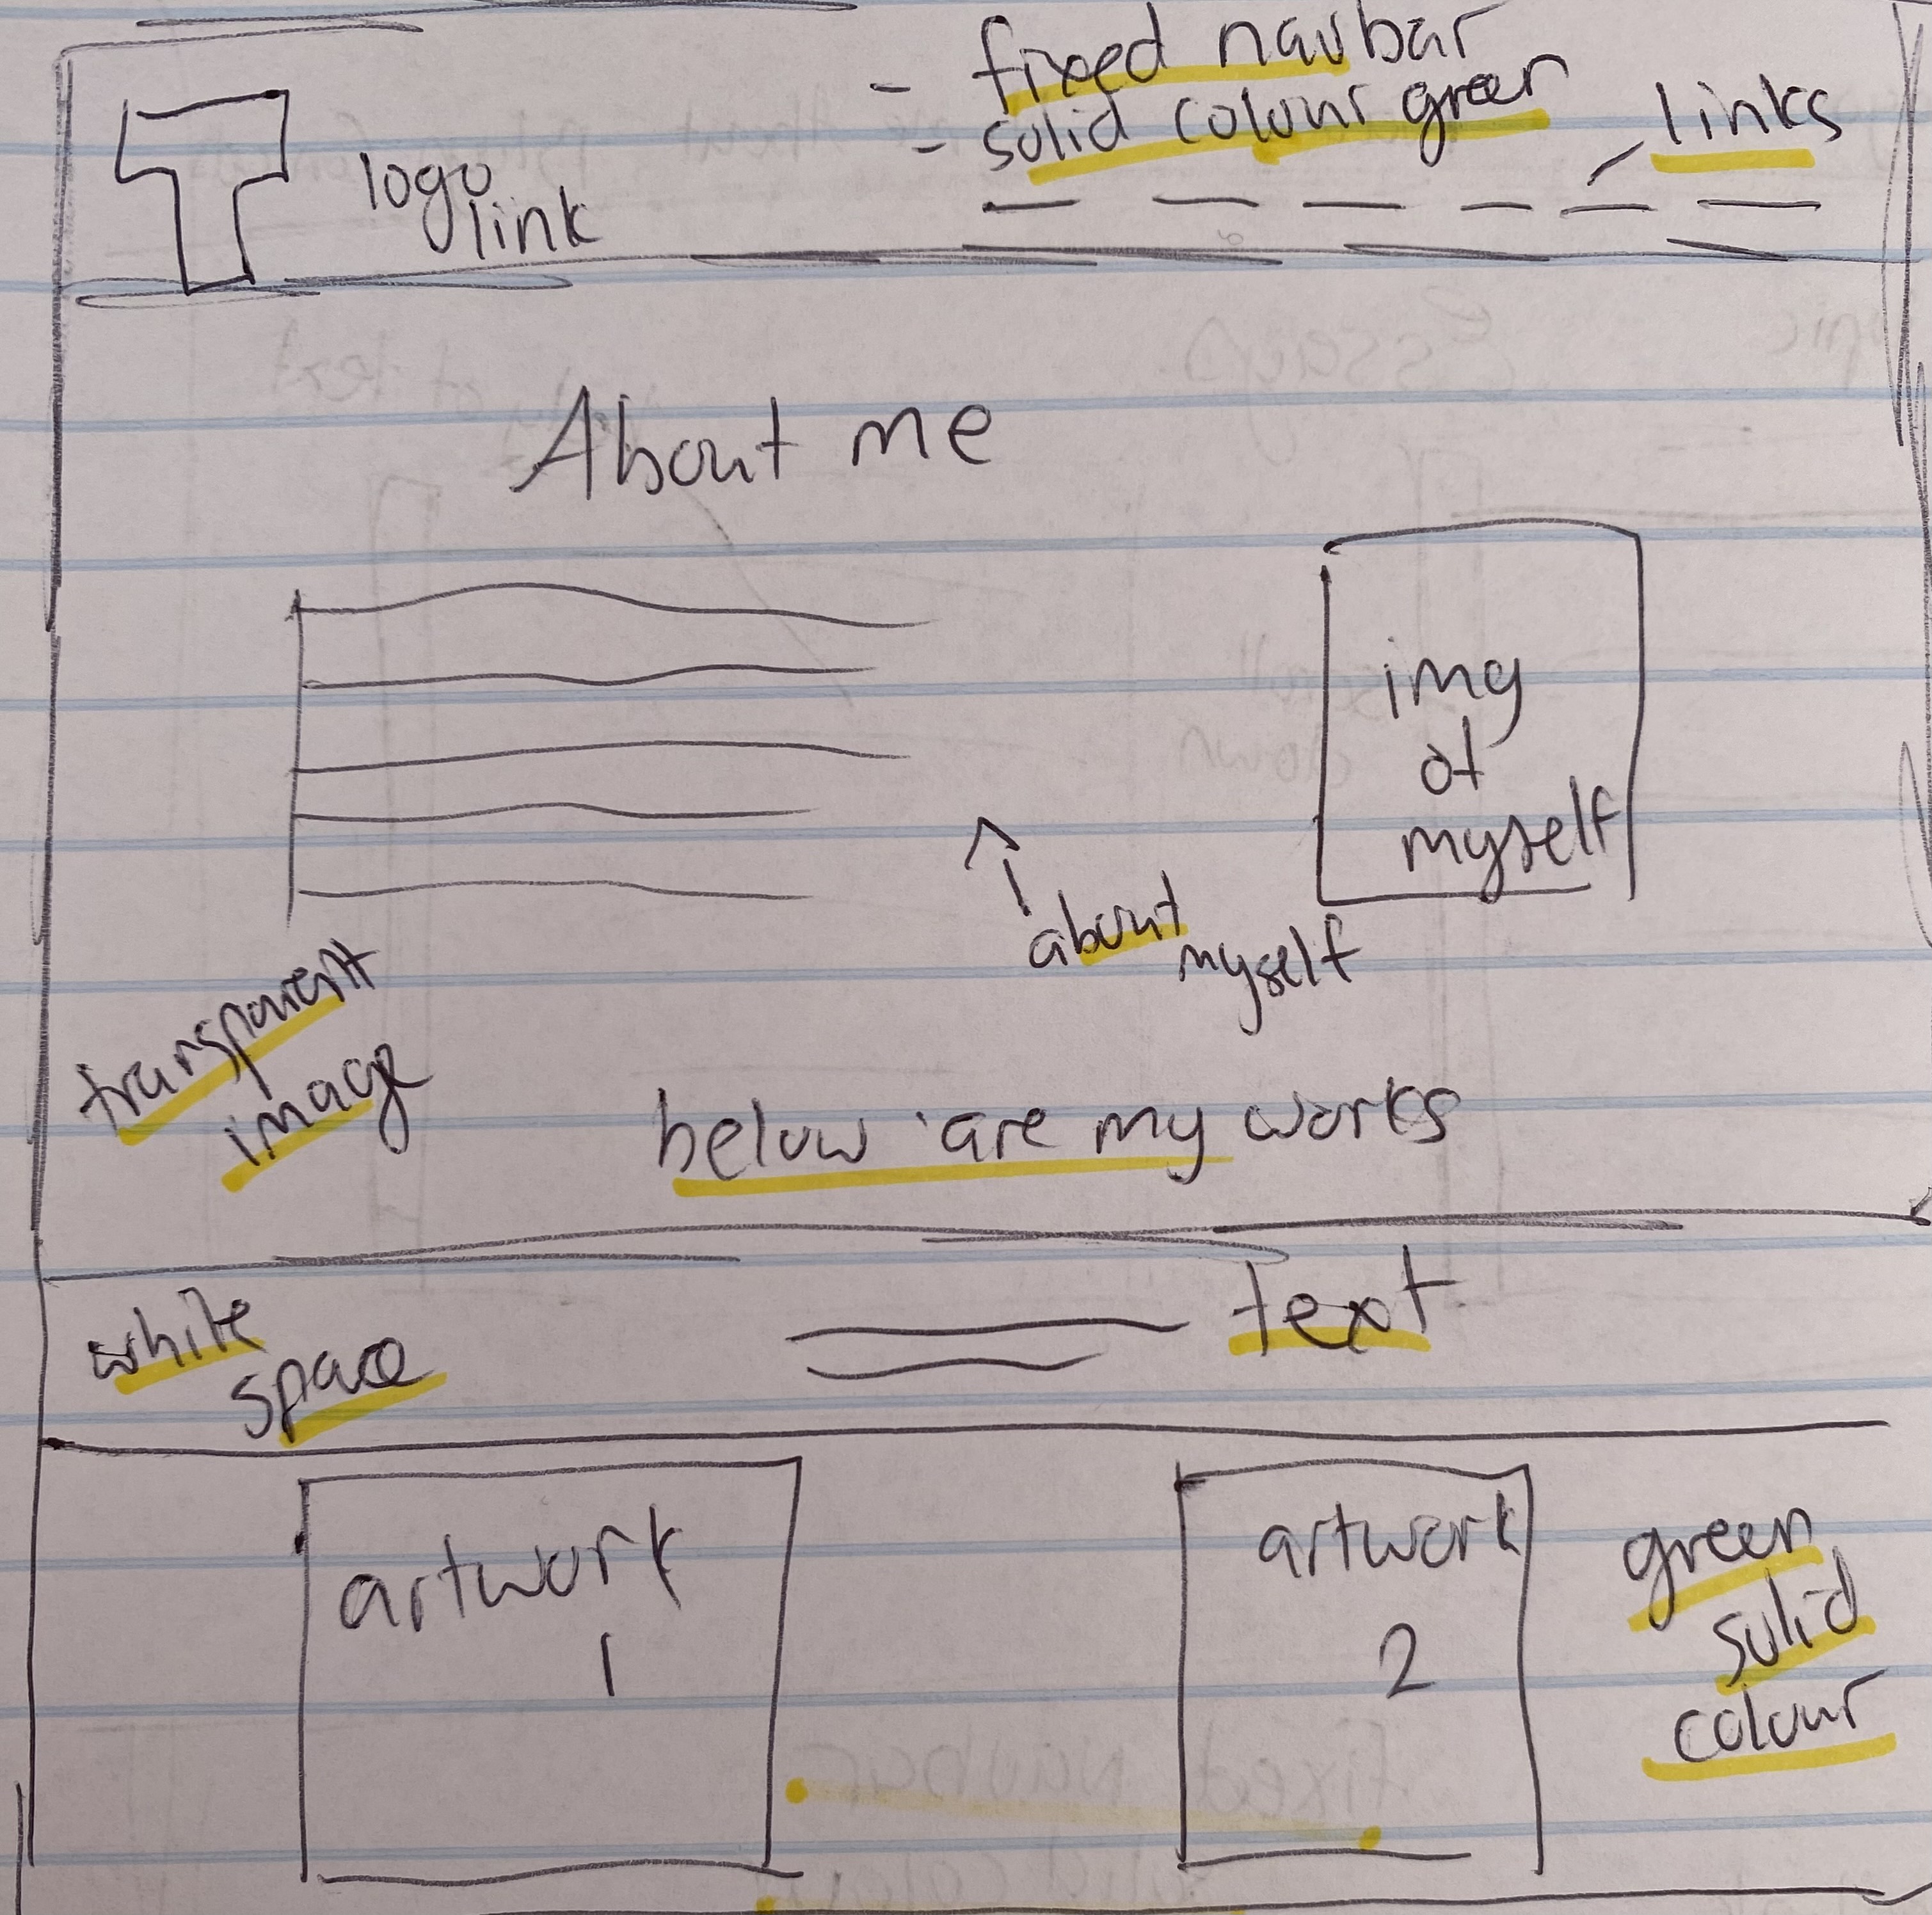 - fixed navbar
- solid colour green
links
logo
link
About me
img
of
myself
about
myself
transparent
image
below are my works
text
white
space
artwork
1
artwork
2
green
solid
colour